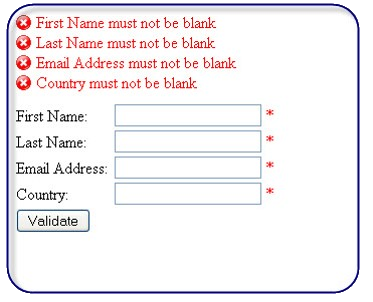 First Name must not be blank
Last Name must not be blank
Email Address must not be blank
Country must not be blank
First Name: *
Last Name: *
Email Address: *
Country: *
Validate